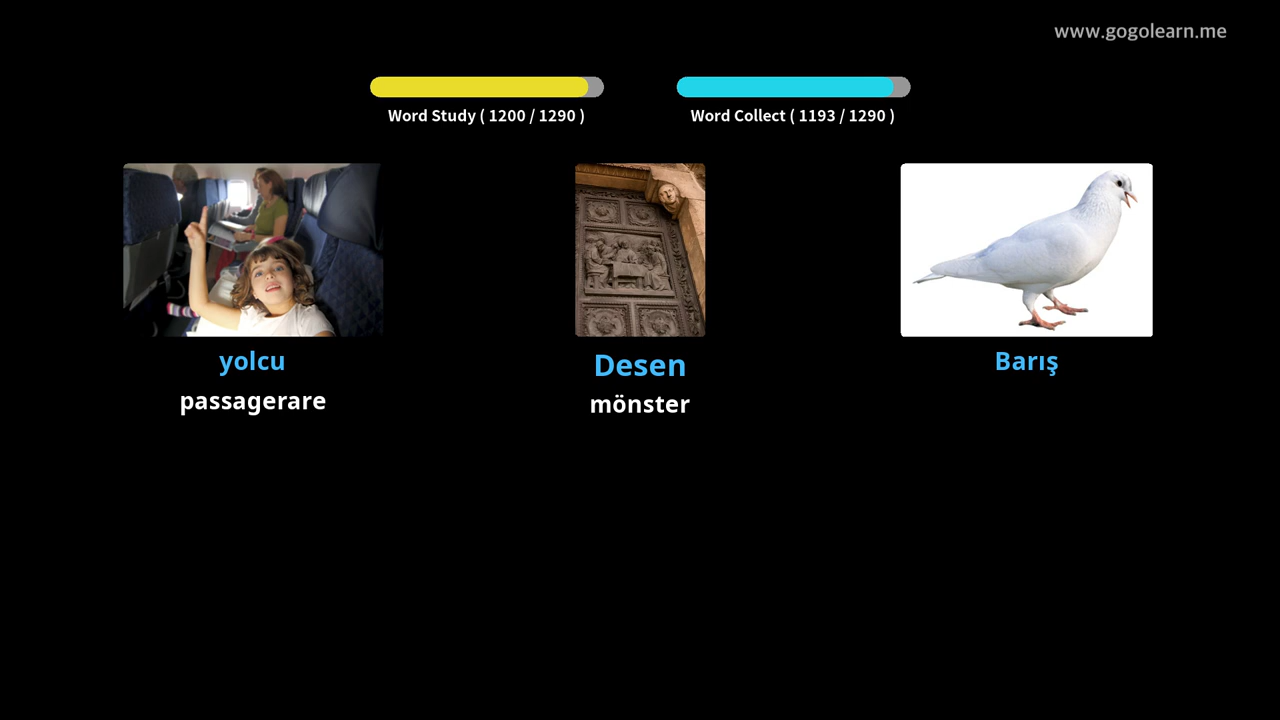 www.gogolearn.me
Word Study ( 1200 / 1290 )
Word Collect ( 1193 / 1290 )
yolcu
passagerare
Desen
mönster
Barış